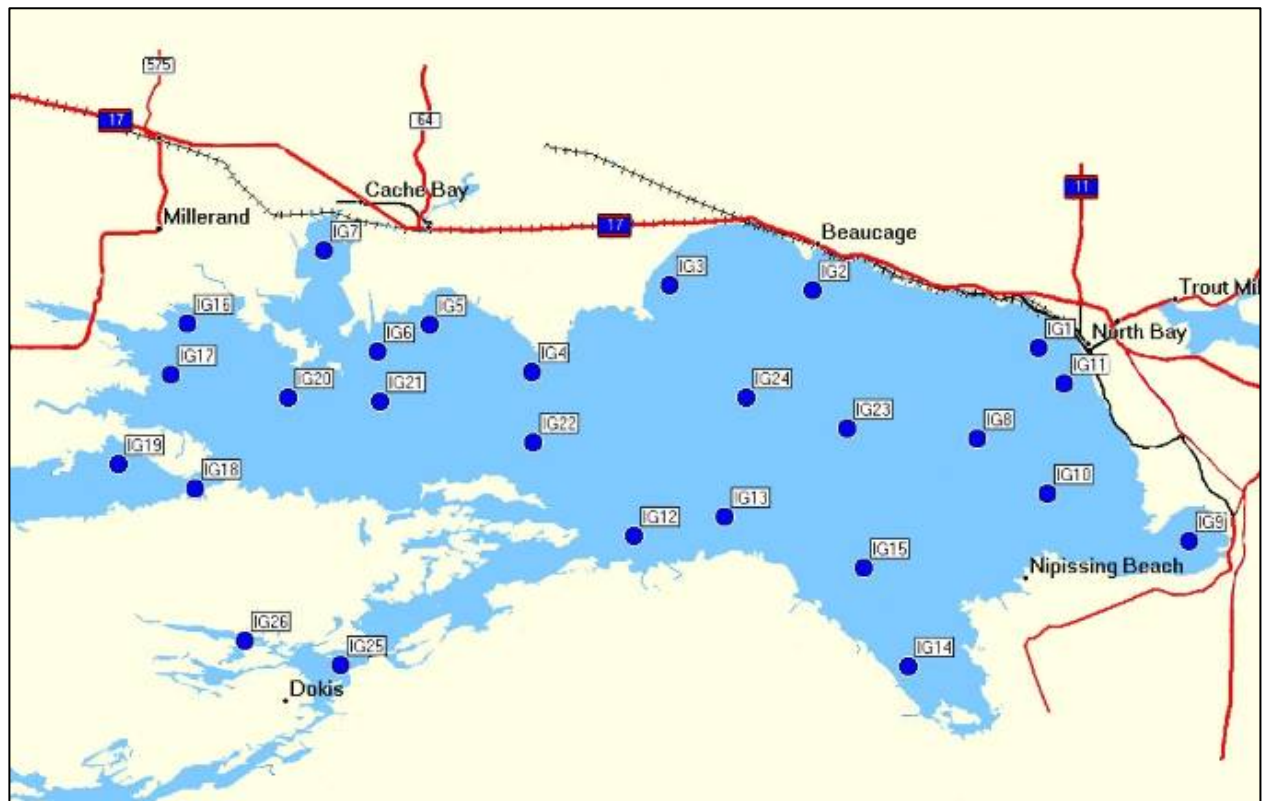 575
17
64
Cache Bay
11
Millerand
17
Beaucage
IG7
IG3
IG2
Trout Mil
IG16
IG5
IG1
North Bay
IG6
IG4
IG11
IG17
IG20
IG21
IG24
IG23
IG8
IG22
IG19
IG18
IG10
IG12
IG13
IG9
IG15
Nipissing Beach
IG26
IG25
IG14
Dokis